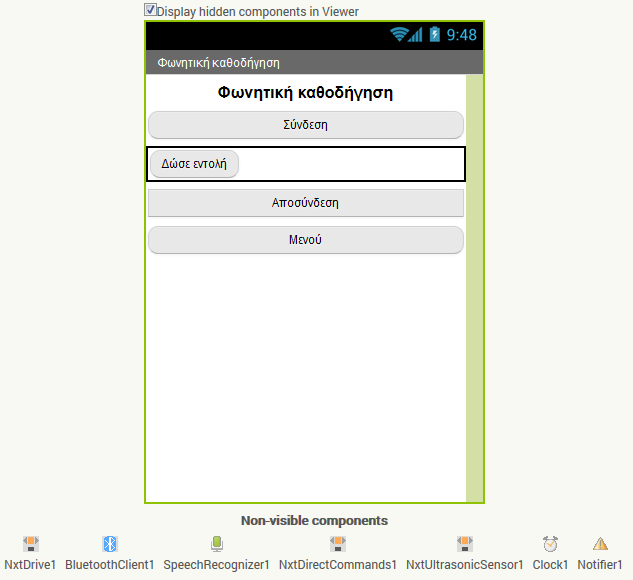 Display hidden components in Viewer
9:48
Φωνητική καθοδήγηση
Φωνητική καθοδήγηση
Σύνδεση
Δώσε εντολή
Αποσύνδεση
Μενού
Non-visible components
NxtDrive1 BluetoothClient1 SpeechRecognizer1 NxtDirectCommands1 NxtUltrasonicSensor1 Clock1 Notifier1